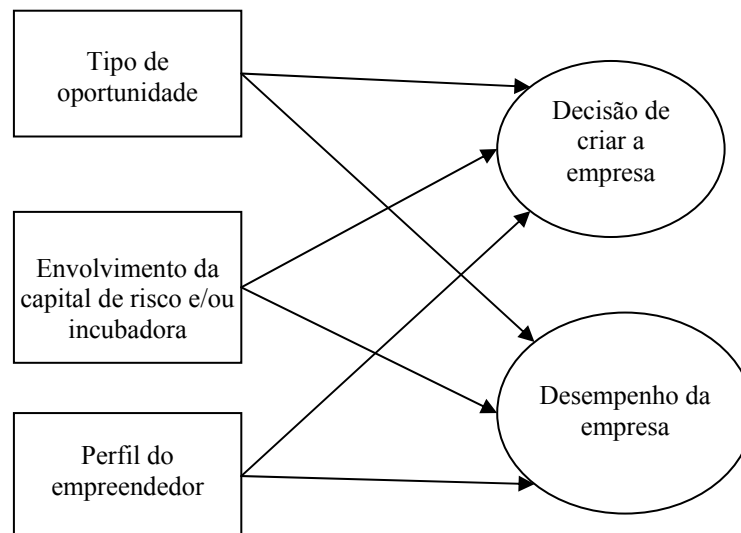 Tipo de
oportunidade
Decisão de
criar a
empresa
Envolvimento da
capital de risco e/ou
incubadora
Desempenho da
empresa
Perfil do
empreendedor